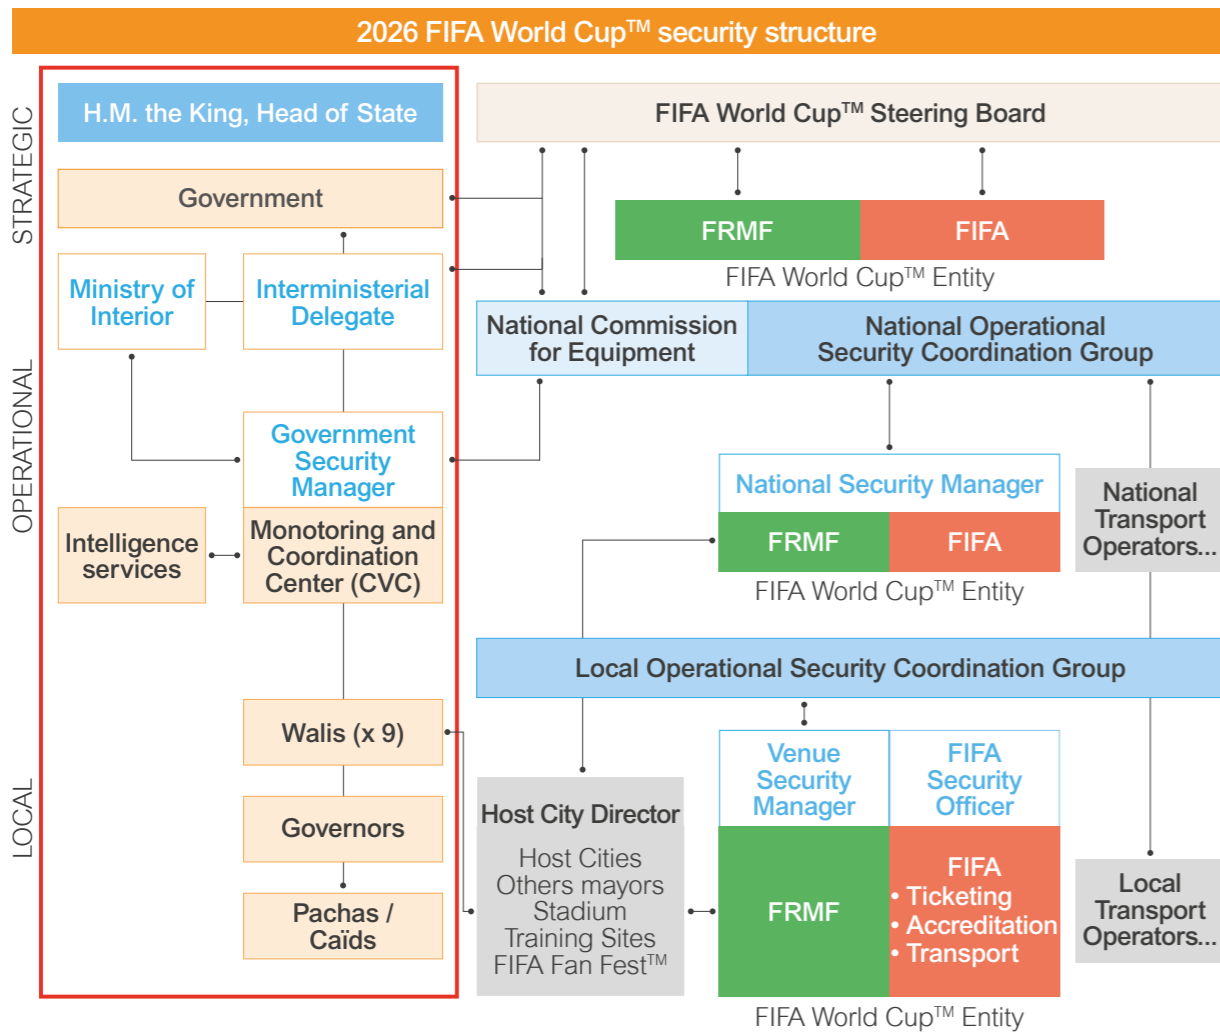 2026 FIFA World Cup™ security structure
STRATEGIC
H.M. the King, Head of State
FIFA World Cup™ Steering Board
Government
FRMF
FIFA
FIFA World Cup™ Entity
Ministry of
Interior
Interministerial
Delegate
OPERATIONAL
National Commission
for Equipment
National Operational
Security Coordination Group
Government
Security
Manager
National Security Manager
FRMF
FIFA
FIFA World Cup™ Entity
National
Transport
Operators...
Intelligence
services
Monotoring and
Coordination
Center (CVC)
Local Operational Security Coordination Group
LOCAL
Walis (x 9)
Governors
Pachas /
Caïds
Host City Director
Host Cities
Others mayors
Stadium
Training Sites
FIFA Fan Fest™
Venue
Security
Manager
FIFA
Security
Officer
FRMF
FIFA
• Ticketing
• Accreditation
• Transport
FIFA World Cup™ Entity
Local
Transport
Operators...